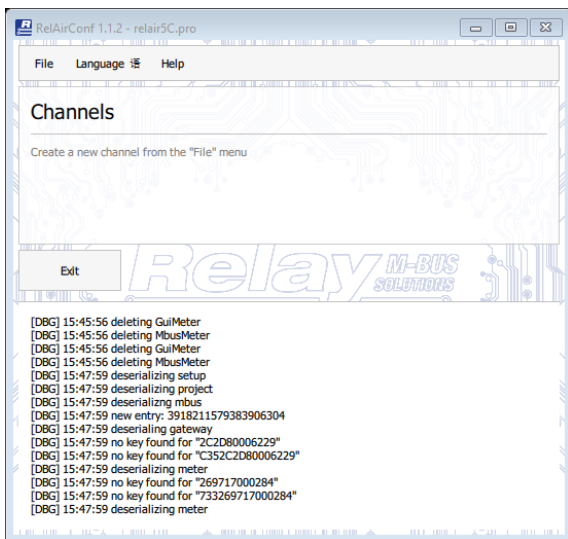 RelAirConf 1.1.2 - relair5C.pro
File Language 语 Help
Channels
Create a new channel from the "File" menu
Exit
Relay M-BUS
SOLUTIONS
[DBG] 15:45:56 deleting GuiMeter
[DBG] 15:45:56 deleting MbusMeter
[DBG] 15:45:56 deleting GuiMeter
[DBG] 15:45:56 deleting MbusMeter
[DBG] 15:47:59 deserializing setup
[DBG] 15:47:59 deserializing project
[DBG] 15:47:59 deserializng mbus
[DBG] 15:47:59 new entry: 3918211579383906304
[DBG] 15:47:59 deserialing gateway
[DBG] 15:47:59 no key found for "2C2D80006229"
[DBG] 15:47:59 no key found for "C352C2D80006229"
[DBG] 15:47:59 deserializing meter
[DBG] 15:47:59 no key found for "269717000284"
[DBG] 15:47:59 no key found for "733269717000284"
[DBG] 15:47:59 deserializing meter